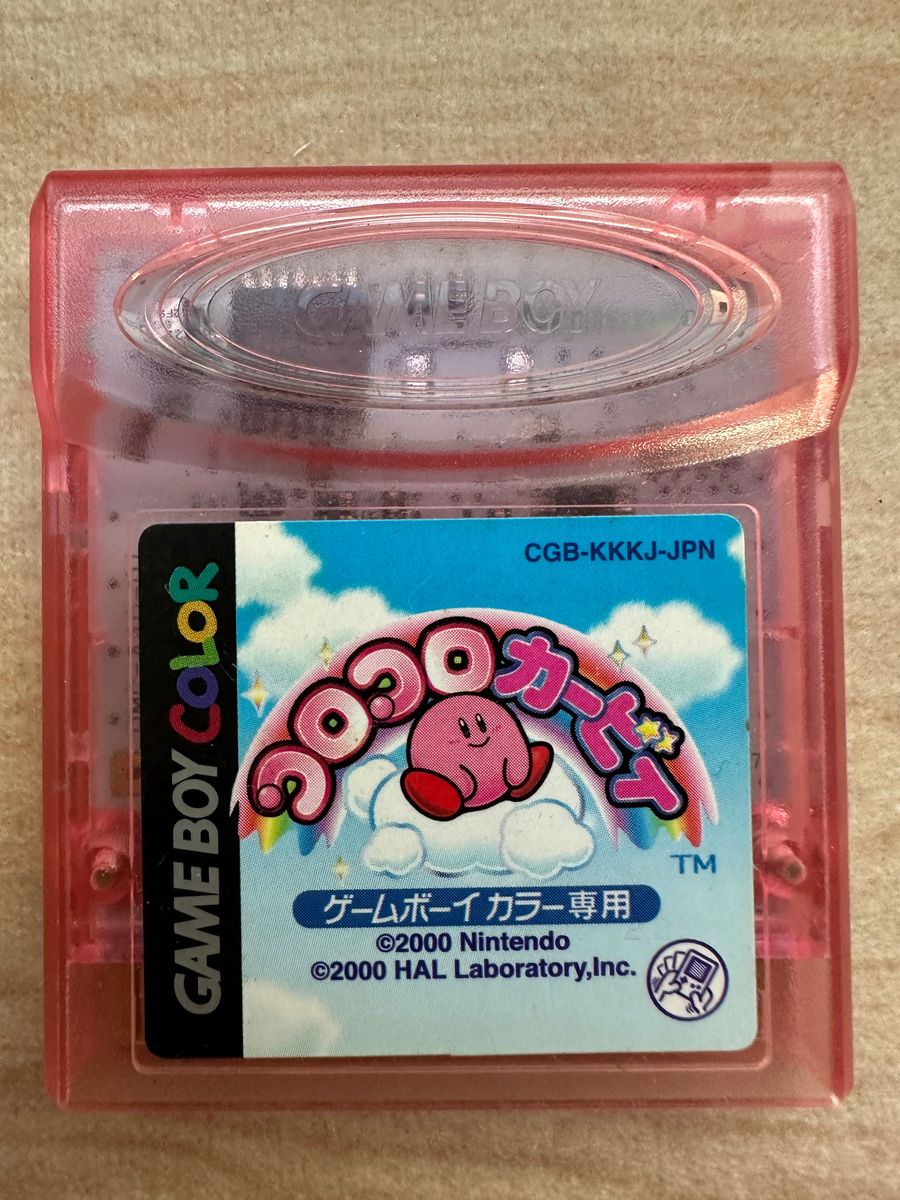 GAME BOY
CGB-KKKJ-JPN
GAME BOY COLOR
コロコロカービィ
TM
ゲームボーイカラー専用
©2000 Nintendo
©2000 HAL Laboratory,Inc.